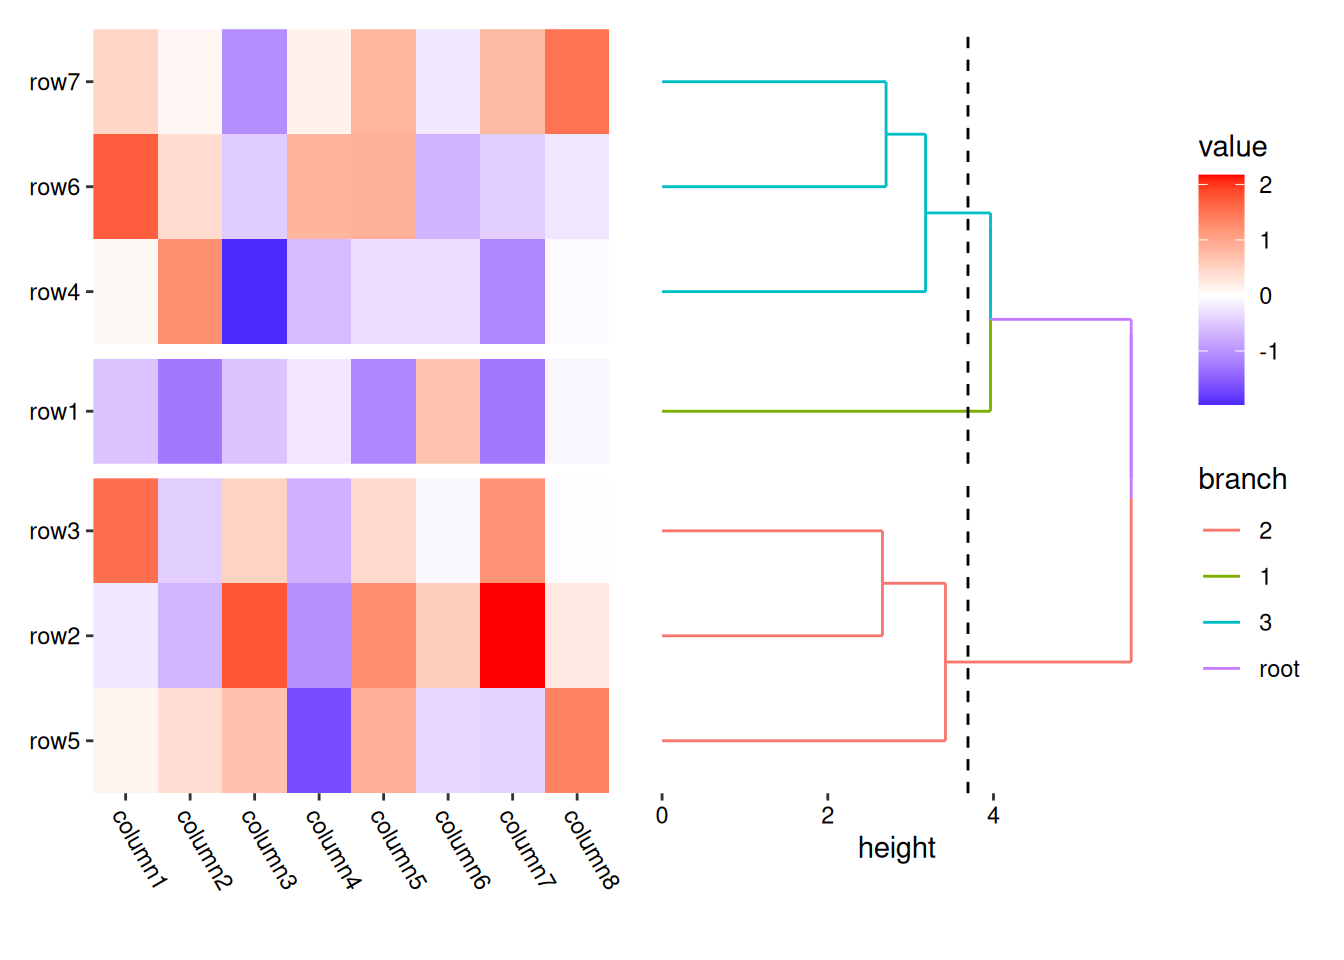 row7
row6
row4
row1
row3
row2
row5
column1
column2
column3
column4
column5
column6
column7
column8
0
2
4
height
value
2
1
0
-1
branch
2
1
3
root